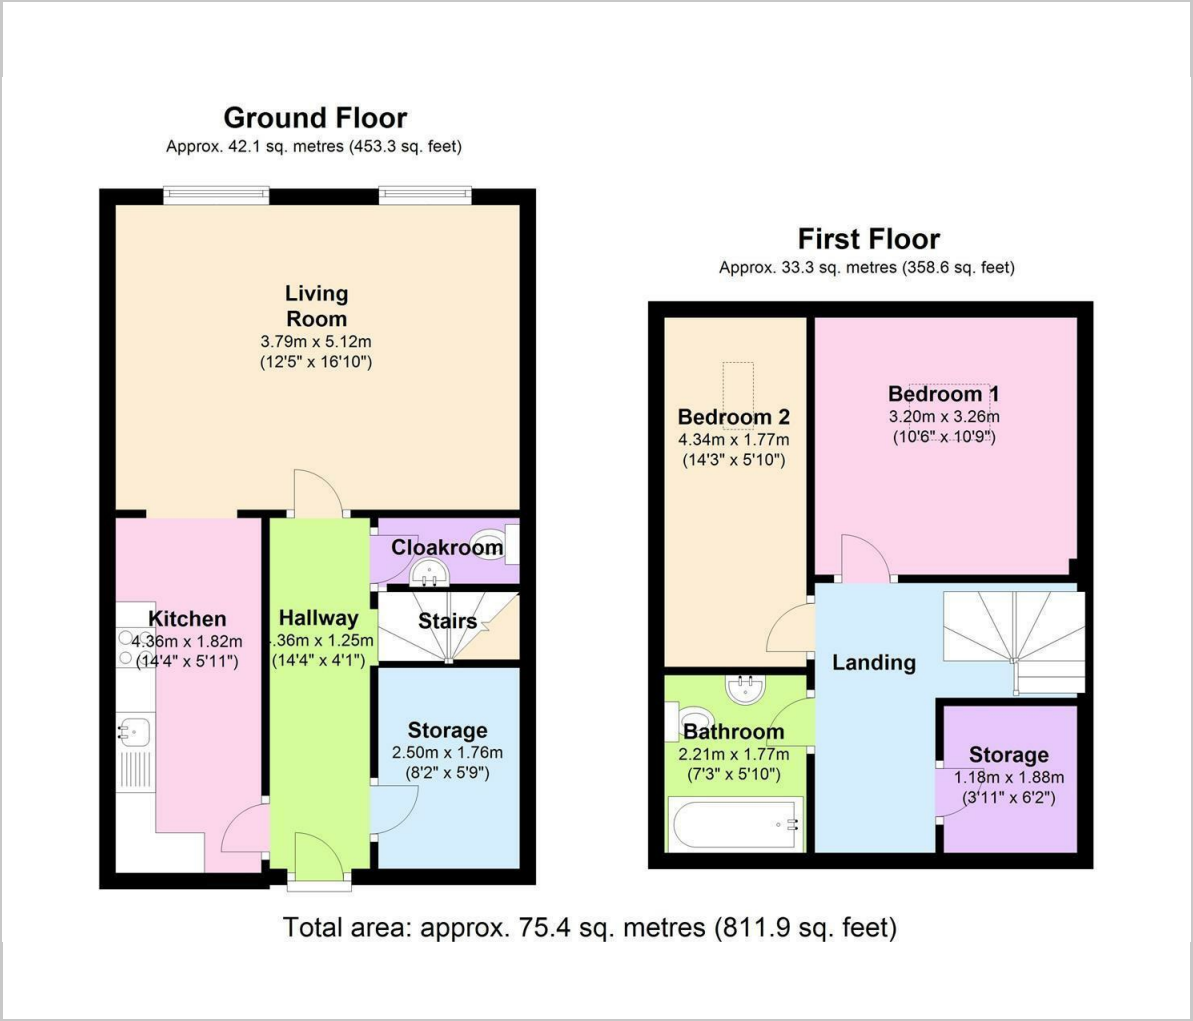 Ground Floor
Approx. 42.1 sq. metres (453.3 sq. feet)
Living
Room
3.79m x 5.12m
(12'5" x 16'10")
Cloakroom
Kitchen
4.36m x 1.82m
(14'4" x 5'11")
Hallway
.36m x 1.25m
(14'4" x 4'1")
Stairs
Storage
2.50m x 1.76m
(8'2" x 5'9")
First Floor
Approx. 33.3 sq. metres (358.6 sq. feet)
Bedroom 1
3.20m x 3.26m
(10'6" x 10'9")
Bedroom 2
4.34m x 1.77m
(14'3" x 5'10")
Landing
Bathroom
2.21m x 1.77m
(7'3" x 5'10")
Storage
1.18m x 1.88m
(3'11" x 6'2")
Total area: approx. 75.4 sq. metres (811.9 sq. feet)